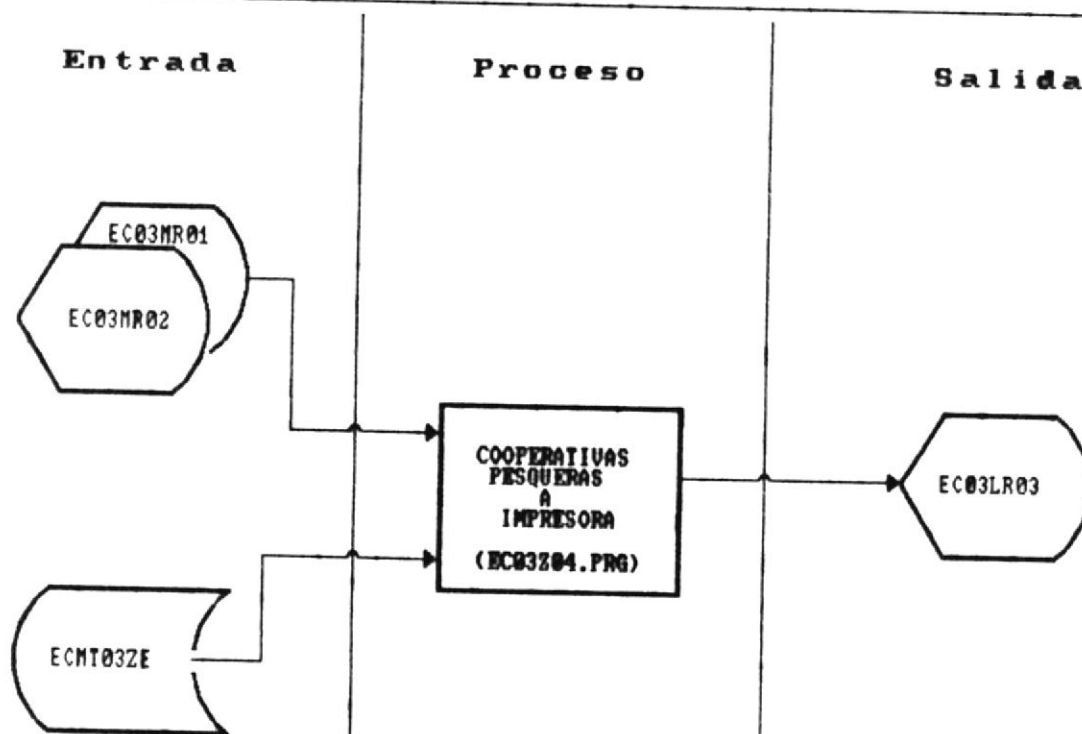 Entrada
Proceso
Salida
EC03MR01
EC03MR02
COOPERATIVAS
PESQUERAS
A
IMPRESORA
(EC03Z04.PRG)
EC03LR03
ECMT03ZE